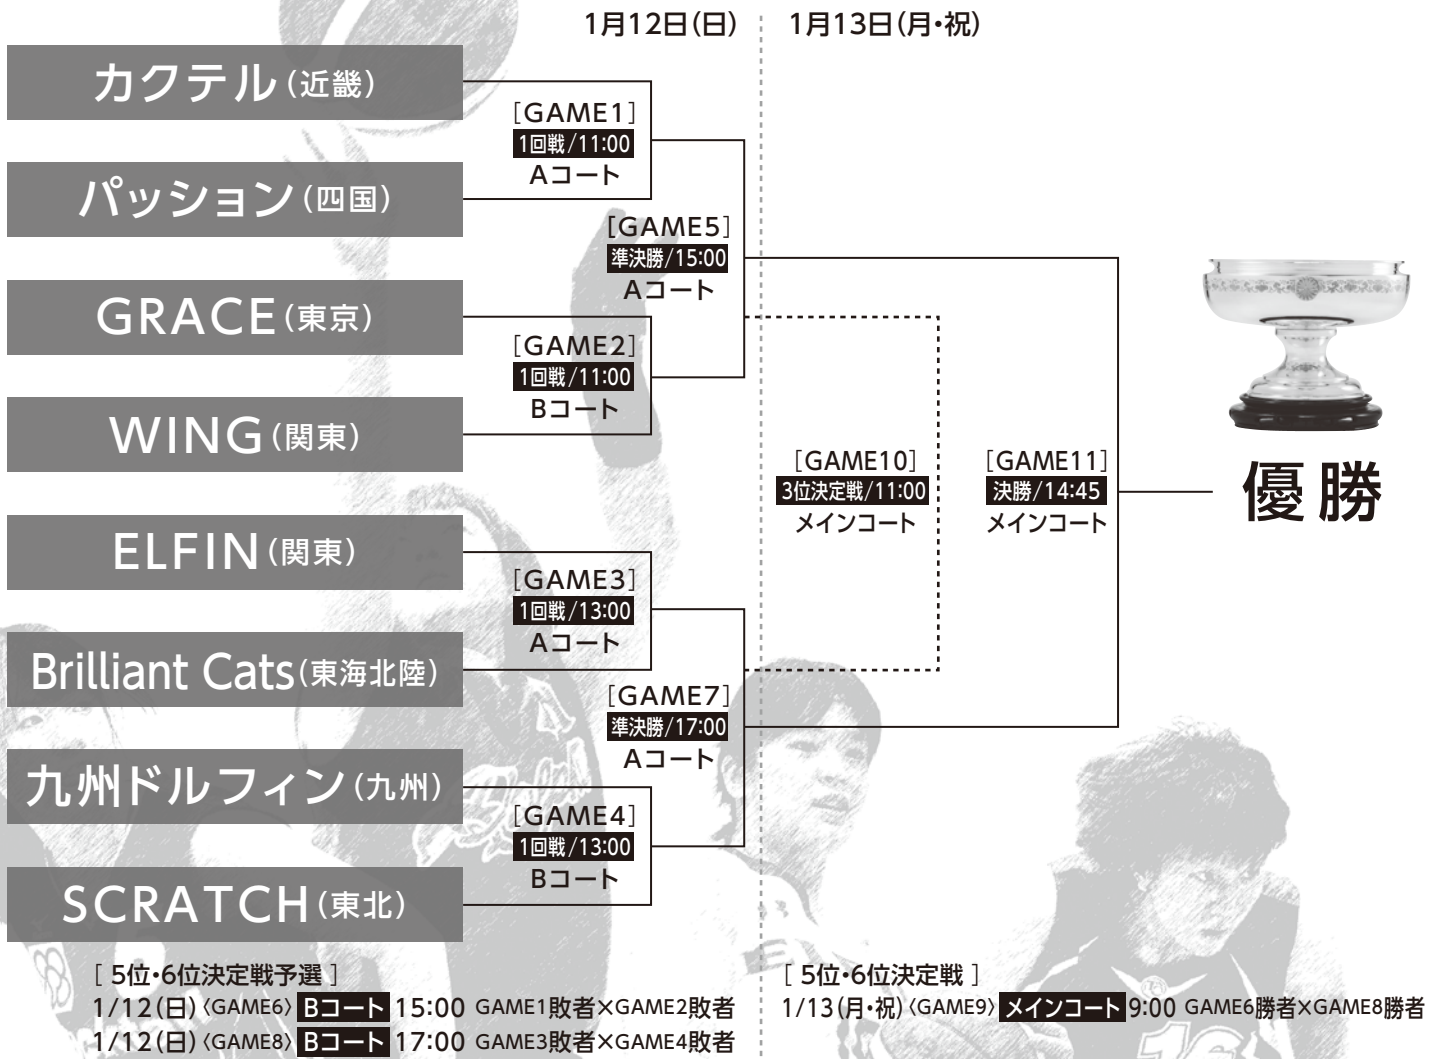 1月12日(日)
1月13日(月・祝)
カクテル(近畿)
[GAME1]
1回戦/11:00
Aコート
パッション(四国)
[GAME5]
準決勝/15:00
Aコート
GRACE(東京)
[GAME2]
1回戦/11:00
Bコート
WING(関東)
[GAME10]
3位決定戦/11:00
メインコート
[GAME11]
決勝/14:45
メインコート
優勝
ELFIN(関東)
[GAME3]
1回戦/13:00
Aコート
Brilliant Cats(東海北陸)
[GAME7]
準決勝/17:00
Aコート
九州ドルフィン(九州)
[GAME4]
1回戦/13:00
Bコート
SCRATCH(東北)
[ 5位・6位決定戦予選 ]
1/12(日)〈GAME6〉 Bコート 15:00 GAME1敗者×GAME2敗者
1/12(日)〈GAME8〉 Bコート 17:00 GAME3敗者×GAME4敗者
[ 5位・6位決定戦 ]
1/13(月・祝)〈GAME9〉 メインコート 9:00 GAME6勝者×GAME8勝者